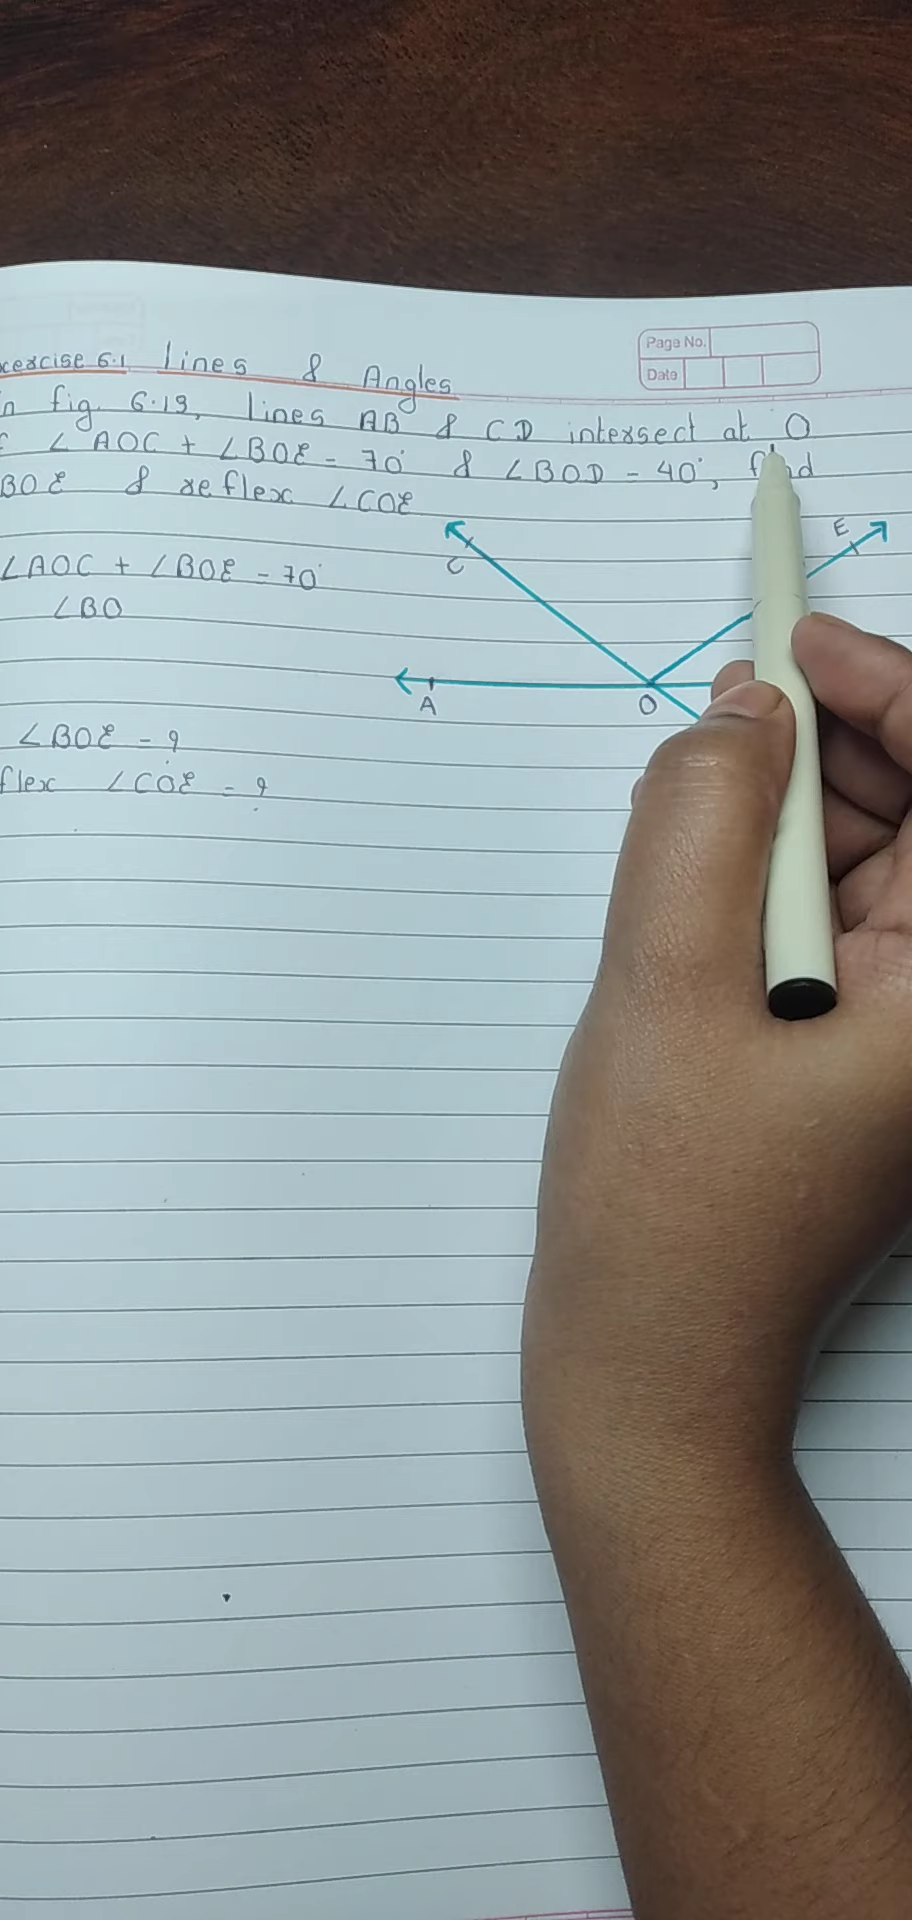 Page No.
Date
cexcise 6.1 Lines & Angles
n fig. 6.13, lines AB & CD intersect at O
∠AOC + ∠BOE = 70° & ∠BOD = 40°, find
BOE & reflex ∠COE
E
C
∠AOC + ∠BOE = 70°
∠BO
A
O
∠BOE = ?
flex ∠COE = ?